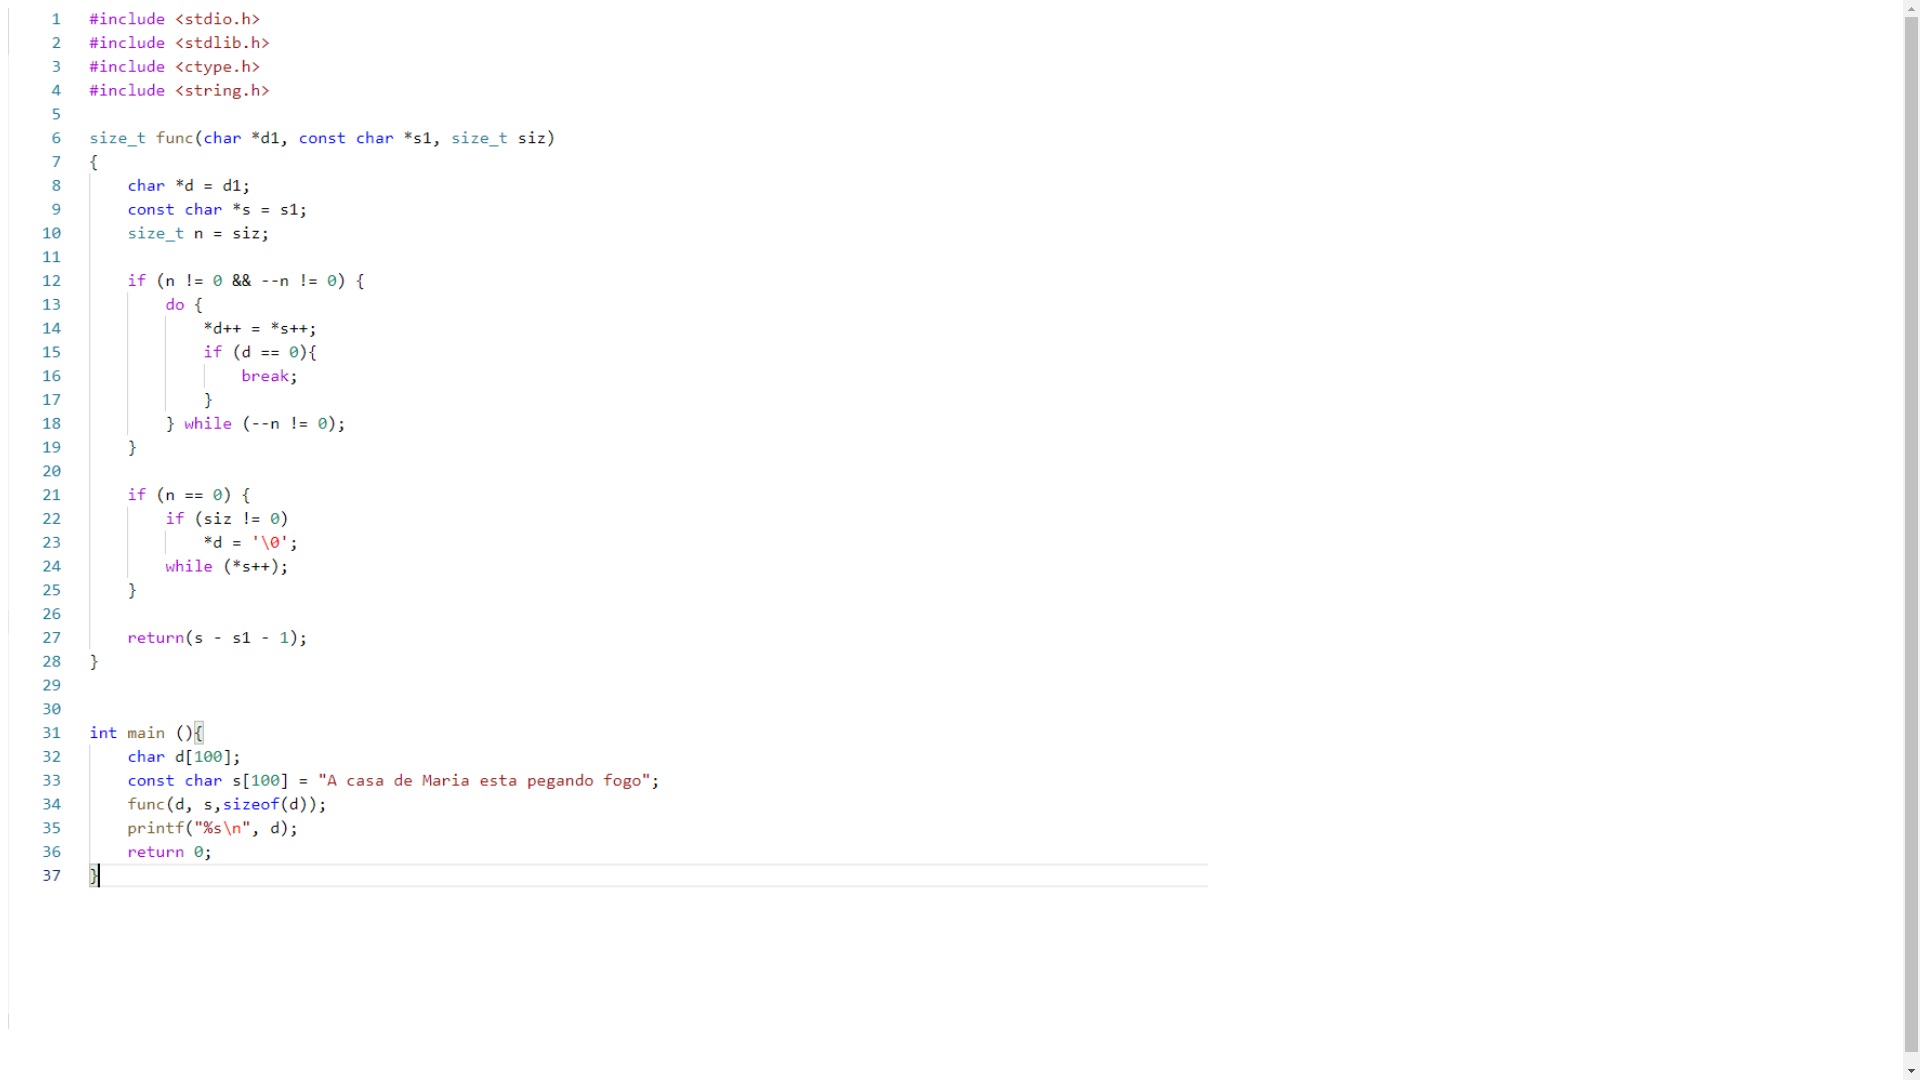 1 #include <stdio.h>
2 #include <stdlib.h>
3 #include <ctype.h>
4 #include <string.h>
5
6 size_t func(char *d1, const char *s1, size_t siz)
7 {
8     char *d = d1;
9     const char *s = s1;
10     size_t n = siz;
11
12     if (n != 0 && --n != 0) {
13         do {
14             *d++ = *s++;
15             if (d == 0){
16                 break;
17             }
18         } while (--n != 0);
19     }
20
21     if (n == 0) {
22         if (siz != 0)
23             *d = '\0';
24         while (*s++);
25     }
26
27     return(s - s1 - 1);
28 }
29
30
31 int main (){
32     char d[100];
33     const char s[100] = "A casa de Maria esta pegando fogo";
34     func(d, s,sizeof(d));
35     printf("%s\n", d);
36     return 0;
37 }